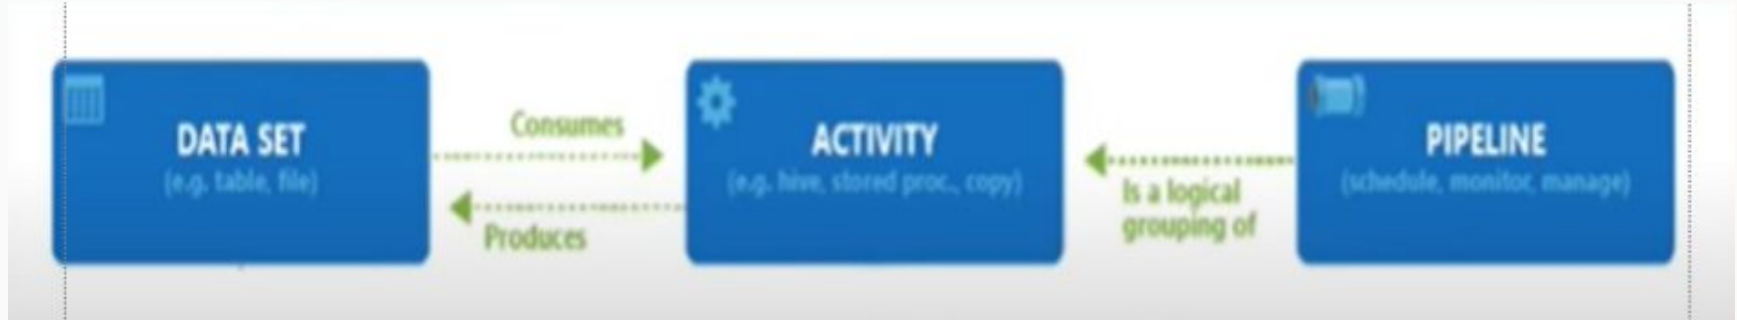 DATA SET
(e.g. table, file)
Consumes
Produces
ACTIVITY
(e.g. hive, stored proc., copy)
Is a logical
grouping of
PIPELINE
(schedule, monitor, manage)